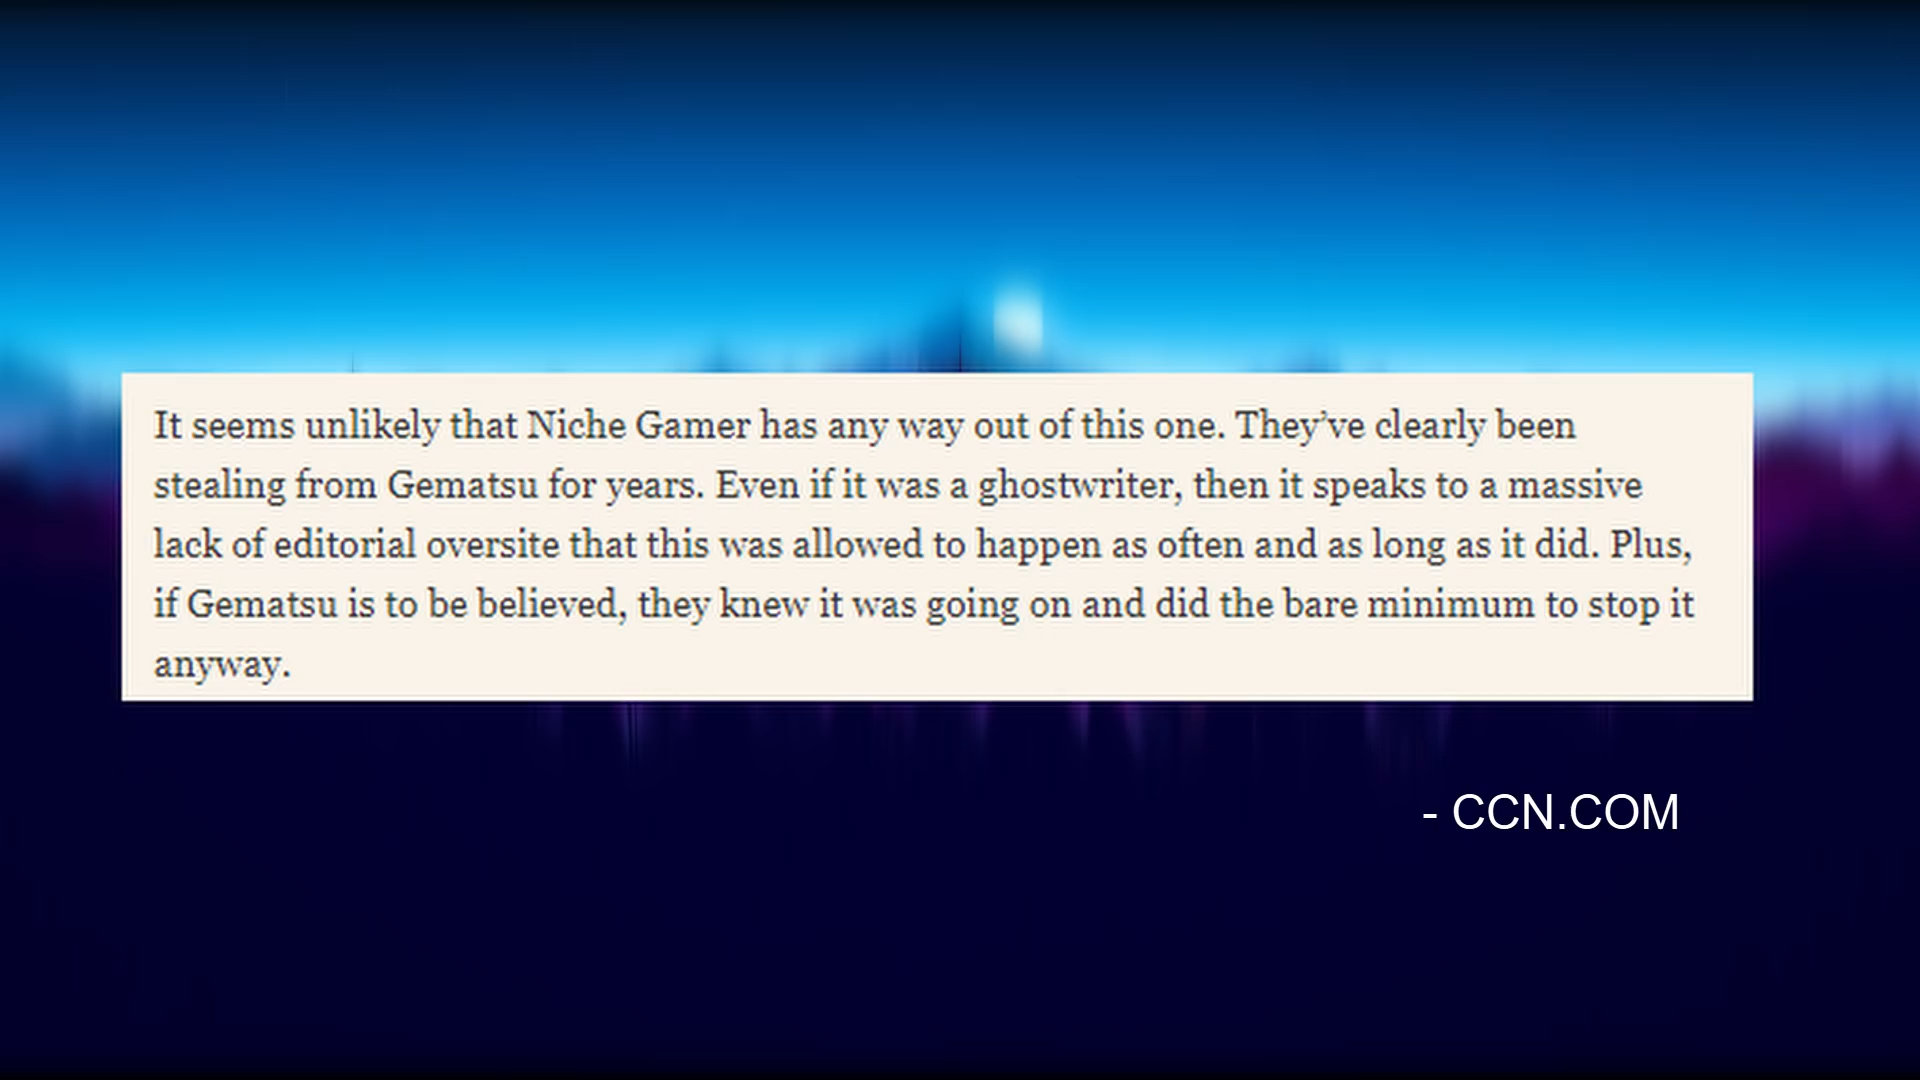 It seems unlikely that Niche Gamer has any way out of this one. They’ve clearly been
stealing from Gematsu for years. Even if it was a ghostwriter, then it speaks to a massive
lack of editorial oversite that this was allowed to happen as often and as long as it did. Plus,
if Gematsu is to be believed, they knew it was going on and did the bare minimum to stop it
anyway.
- CCN.COM